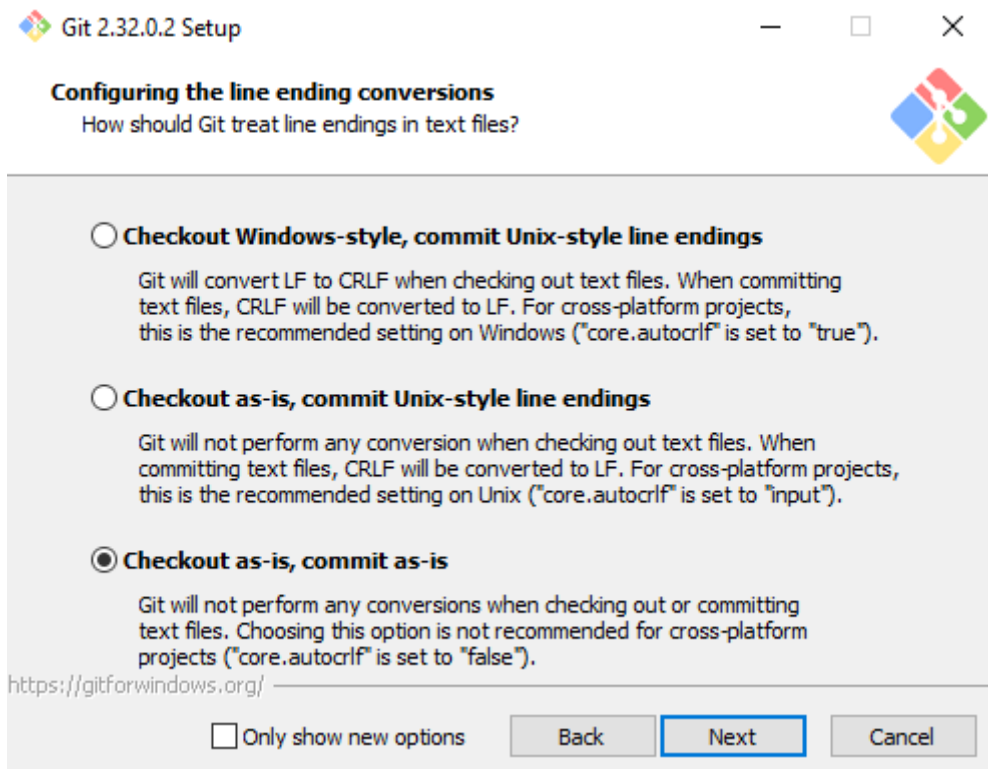 Git 2.32.0.2 Setup
Configuring the line ending conversions
How should Git treat line endings in text files?
Checkout Windows-style, commit Unix-style line endings
Git will convert LF to CRLF when checking out text files. When committing
text files, CRLF will be converted to LF. For cross-platform projects,
this is the recommended setting on Windows ("core.autocrlf" is set to "true").
Checkout as-is, commit Unix-style line endings
Git will not perform any conversion when checking out text files. When
committing text files, CRLF will be converted to LF. For cross-platform projects,
this is the recommended setting on Unix ("core.autocrlf" is set to "input").
Checkout as-is, commit as-is
Git will not perform any conversions when checking out or committing
text files. Choosing this option is not recommended for cross-platform
projects ("core.autocrlf" is set to "false").
https://gitforwindows.org/
Only show new options Back Next Cancel